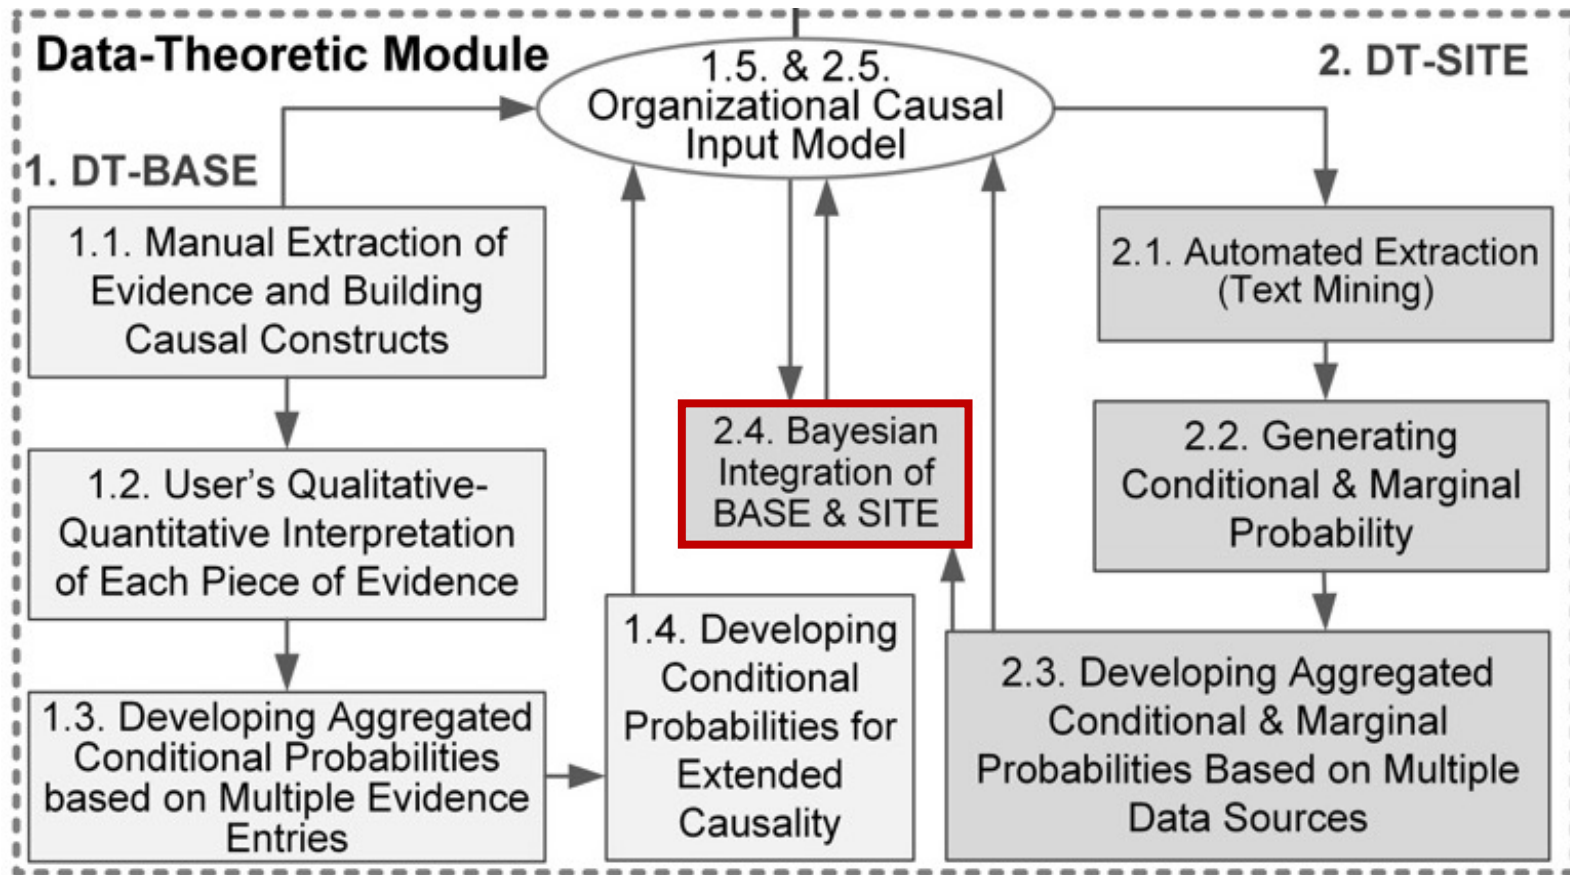 Data-Theoretic Module
1.5. & 2.5.
Organizational Causal
Input Model
2. DT-SITE
1. DT-BASE
1.1. Manual Extraction of
Evidence and Building
Causal Constructs
2.1. Automated Extraction
(Text Mining)
2.4. Bayesian
Integration of
BASE & SITE
2.2. Generating
Conditional & Marginal
Probability
1.2. User’s Qualitative-
Quantitative Interpretation
of Each Piece of Evidence
1.3. Developing Aggregated
Conditional Probabilities
based on Multiple Evidence
Entries
1.4. Developing
Conditional
Probabilities for
Extended
Causality
2.3. Developing Aggregated
Conditional & Marginal
Probabilities Based on Multiple
Data Sources